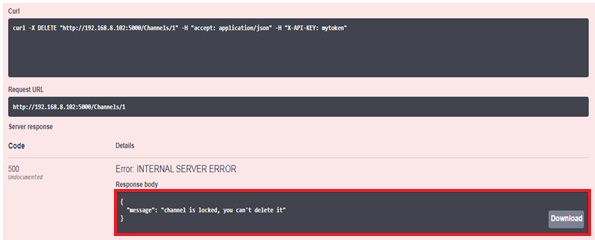 Curl
curl -X DELETE "http://192.168.8.102:5000/Channels/1" -H "accept: application/json" -H "X-API-KEY: mytoken"
Request URL
http://192.168.8.102:5000/Channels/1
Server response
Code Details
500 Error: INTERNAL SERVER ERROR
Undocumented
Response body
{
"message": "channel is locked, you can't delete it"
}
Download